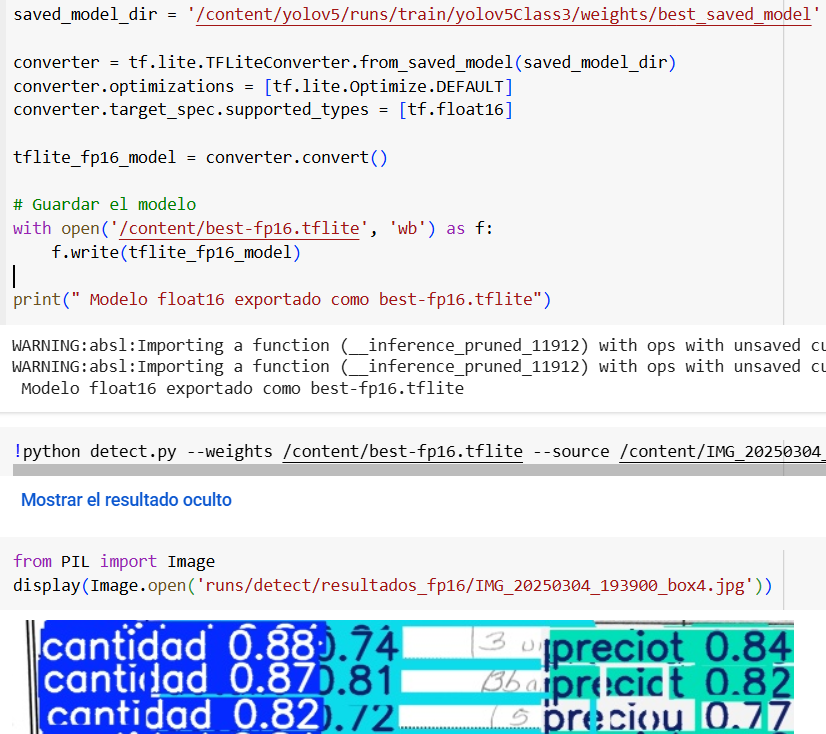 saved_model_dir = '/content/yolov5/runs/train/yolov5Class3/weights/best_saved_model'
converter = tf.lite.TFLiteConverter.from_saved_model(saved_model_dir)
converter.optimizations = [tf.lite.Optimize.DEFAULT]
converter.target_spec.supported_types = [tf.float16]
tflite_fp16_model = converter.convert()
# Guardar el modelo
with open('/content/best-fp16.tflite', 'wb') as f:
    f.write(tflite_fp16_model)
print(" Modelo float16 exportado como best-fp16.tflite")
WARNING:absl:Importing a function (__inference_pruned_11912) with ops with unsaved cu
WARNING:absl:Importing a function (__inference_pruned_11912) with ops with unsaved cu
 Modelo float16 exportado como best-fp16.tflite
!python detect.py --weights /content/best-fp16.tflite --source /content/IMG_20250304_
Mostrar el resultado oculto
from PIL import Image
display(Image.open('runs/detect/resultados_fp16/IMG_20250304_193900_box4.jpg'))
cantidad 0.88 0.74 3 preciot 0.84
cantidad 0.87 0.81 preciot 0.82
cantidad 0.82 0.72 5 preciou 0.77